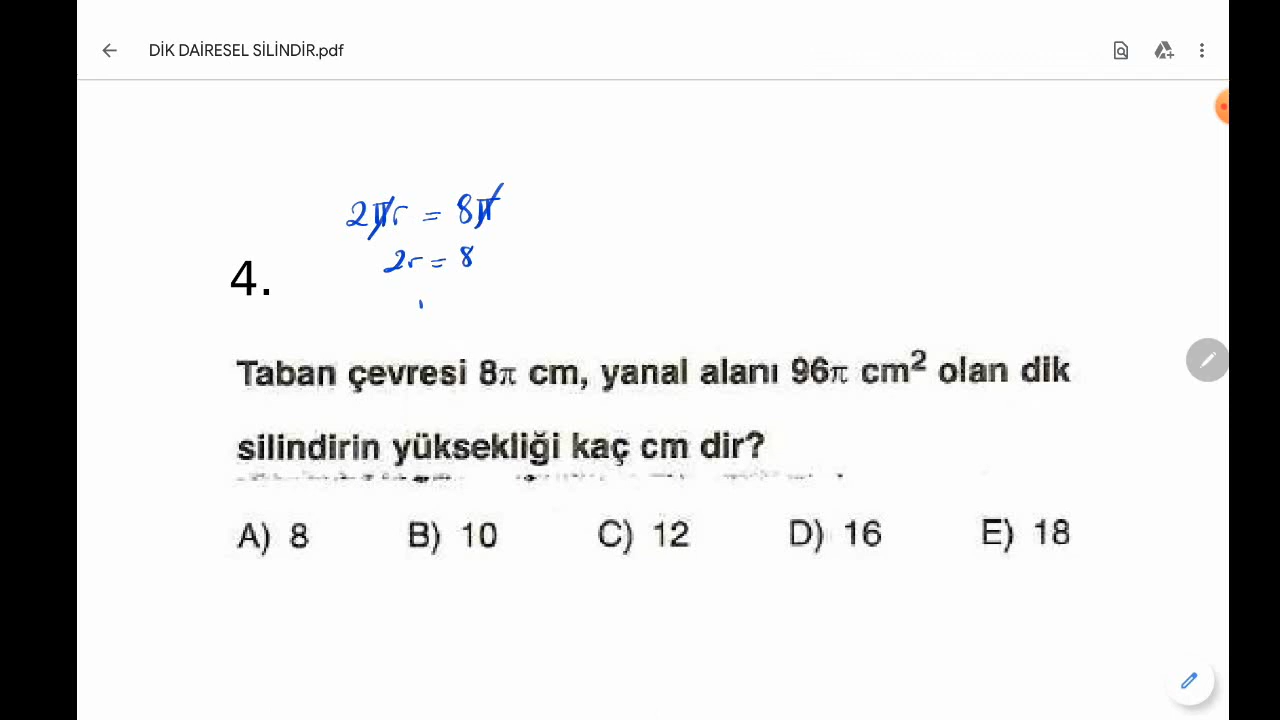 DİK DAİRESEL SİLİNDİR.pdf
2πr = 8π
2r = 8
4.
Taban çevresi 8π cm, yanal alanı 96π cm² olan dik
silindirin yüksekliği kaç cm dir?
A) 8 B) 10 C) 12 D) 16 E) 18